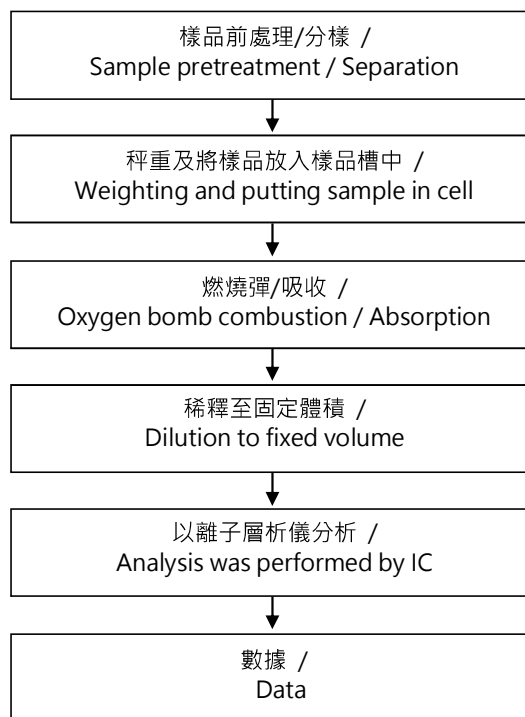 樣品前處理/分樣 /
Sample pretreatment / Separation
秤重及將樣品放入樣品槽中 /
Weighting and putting sample in cell
燃燒彈/吸收 /
Oxygen bomb combustion / Absorption
稀釋至固定體積 /
Dilution to fixed volume
以離子層析儀分析 /
Analysis was performed by IC
數據 /
Data